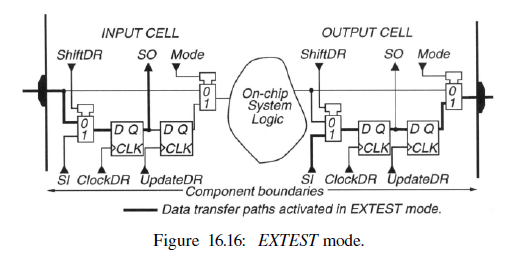 INPUT CELL OUTPUT CELL
ShiftDR SO Mode ShiftDR SO Mode
0
1
On-chip
System
Logic
0
1
0
1
D Q
CLK
D Q
CLK
0
1
D Q
CLK
D Q
CLK
SI ClockDR UpdateDR SI ClockDR UpdateDR
Component boundaries
Data transfer paths activated in EXTEST mode.
Figure 16.16: EXTEST mode.